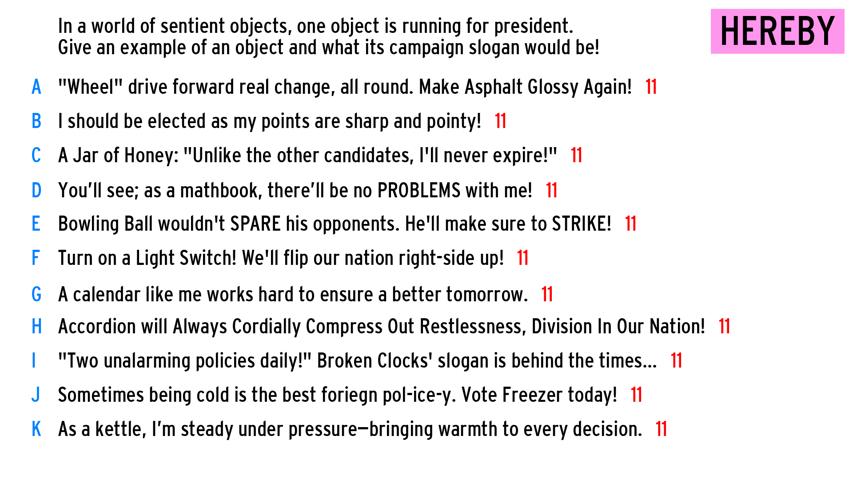 In a world of sentient objects, one object is running for president.
Give an example of an object and what its campaign slogan would be!
HEREBY
A "Wheel" drive forward real change, all round. Make Asphalt Glossy Again! 11
B I should be elected as my points are sharp and pointy! 11
C A Jar of Honey: "Unlike the other candidates, I'll never expire!" 11
D You’ll see; as a mathbook, there’ll be no PROBLEMS with me! 11
E Bowling Ball wouldn't SPARE his opponents. He'll make sure to STRIKE! 11
F Turn on a Light Switch! We'll flip our nation right-side up! 11
G A calendar like me works hard to ensure a better tomorrow. 11
H Accordion will Always Cordially Compress Out Restlessness, Division In Our Nation! 11
I "Two unalarming policies daily!" Broken Clocks' slogan is behind the times... 11
J Sometimes being cold is the best foriegn pol-ice-y. Vote Freezer today! 11
K As a kettle, I’m steady under pressure—bringing warmth to every decision. 11